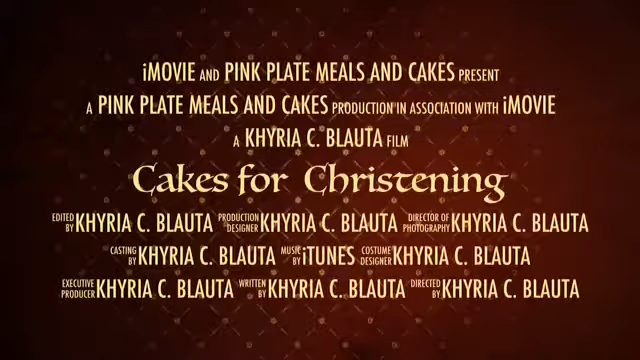 iMOVIE AND PINK PLATE MEALS AND CAKES PRESENT
A PINK PLATE MEALS AND CAKES PRODUCTION IN ASSOCIATION WITH iMOVIE
A KHYRIA C. BLAUTA FILM
Cakes for Christening
EDITED BY KHYRIA C. BLAUTA PRODUCTION DESIGNER KHYRIA C. BLAUTA DIRECTOR OF PHOTOGRAPHY KHYRIA C. BLAUTA
CASTING BY KHYRIA C. BLAUTA MUSIC BY iTUNES COSTUME DESIGNER KHYRIA C. BLAUTA
EXECUTIVE PRODUCER KHYRIA C. BLAUTA WRITTEN BY KHYRIA C. BLAUTA DIRECTED BY KHYRIA C. BLAUTA